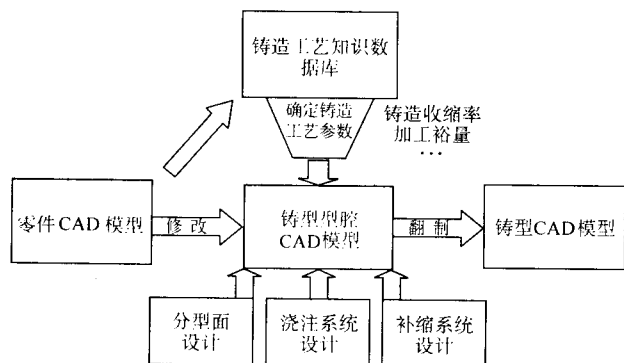 铸造工艺知识数
据库
确定铸造
工艺参数
铸造收缩率
加工裕量
…
零件CAD模型
修改
铸型型腔
CAD模型
翻制
铸型CAD模型
分型面
设计
浇注系统
设计
补缩系统
设计